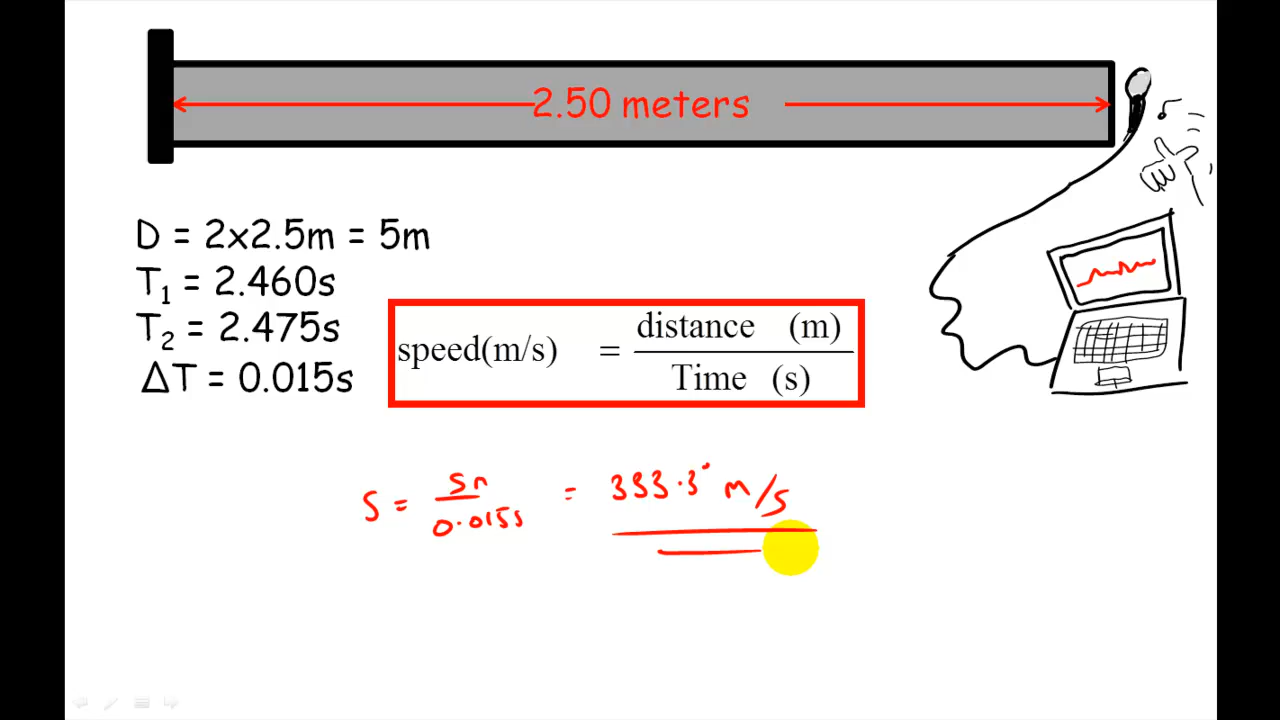 2.50 meters
D = 2x2.5m = 5m
T₁ = 2.460s
T₂ = 2.475s
ΔT = 0.015s
speed(m/s) = distance (m) / Time (s)
S = 5m / 0.015s = 333.3̇ m/s